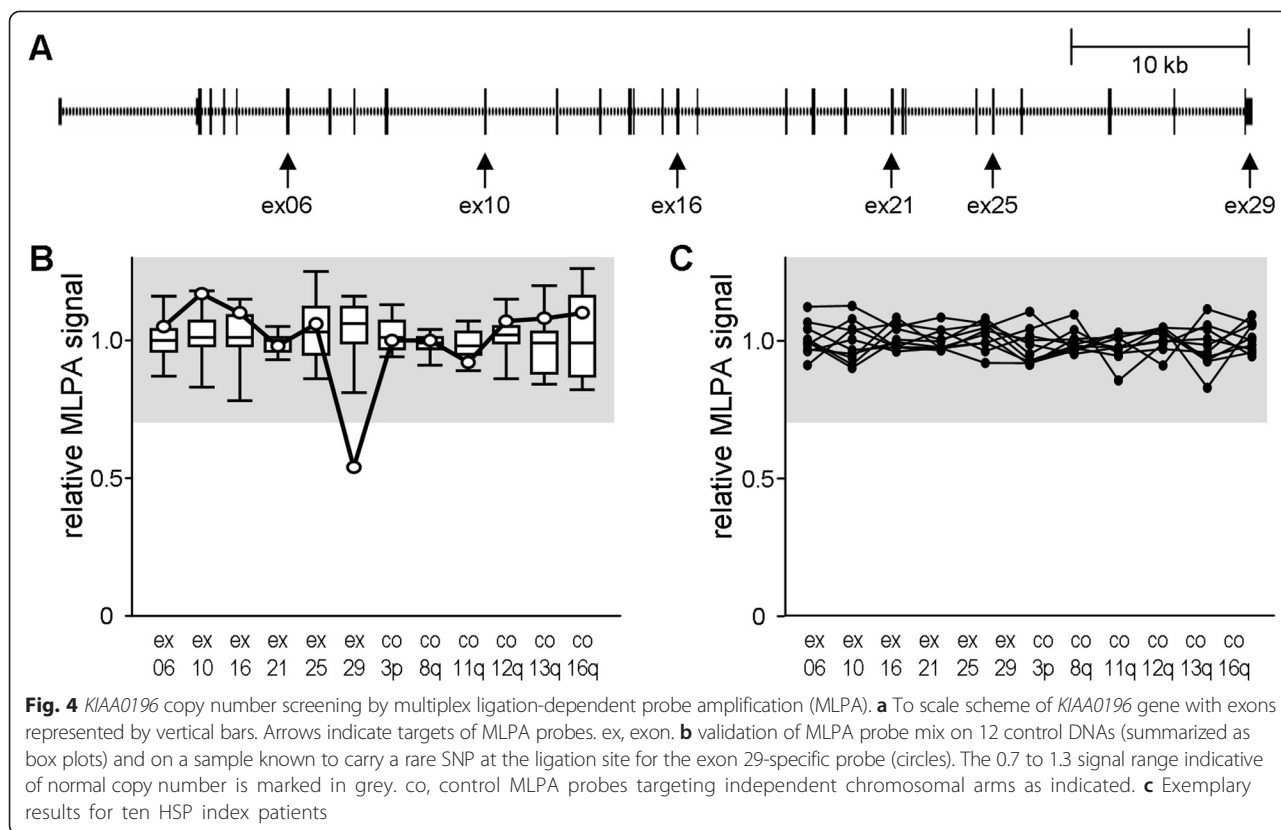 A
10 kb
ex06 ex10 ex16 ex21 ex25 ex29
B
relative MLPA signal
1.0
0.5
0
ex 06 ex 10 ex 16 ex 21 ex 25 ex 29 co 3p co 8q co 11q co 12q co 13q co 16q
C
relative MLPA signal
1.0
0.5
0
ex 06 ex 10 ex 16 ex 21 ex 25 ex 29 co 3p co 8q co 11q co 12q co 13q co 16q
Fig. 4 KIAA0196 copy number screening by multiplex ligation-dependent probe amplification (MLPA). a To scale scheme of KIAA0196 gene with exons
represented by vertical bars. Arrows indicate targets of MLPA probes. ex, exon. b validation of MLPA probe mix on 12 control DNAs (summarized as
box plots) and on a sample known to carry a rare SNP at the ligation site for the exon 29-specific probe (circles). The 0.7 to 1.3 signal range indicative
of normal copy number is marked in grey. co, control MLPA probes targeting independent chromosomal arms as indicated. c Exemplary
results for ten HSP index patients